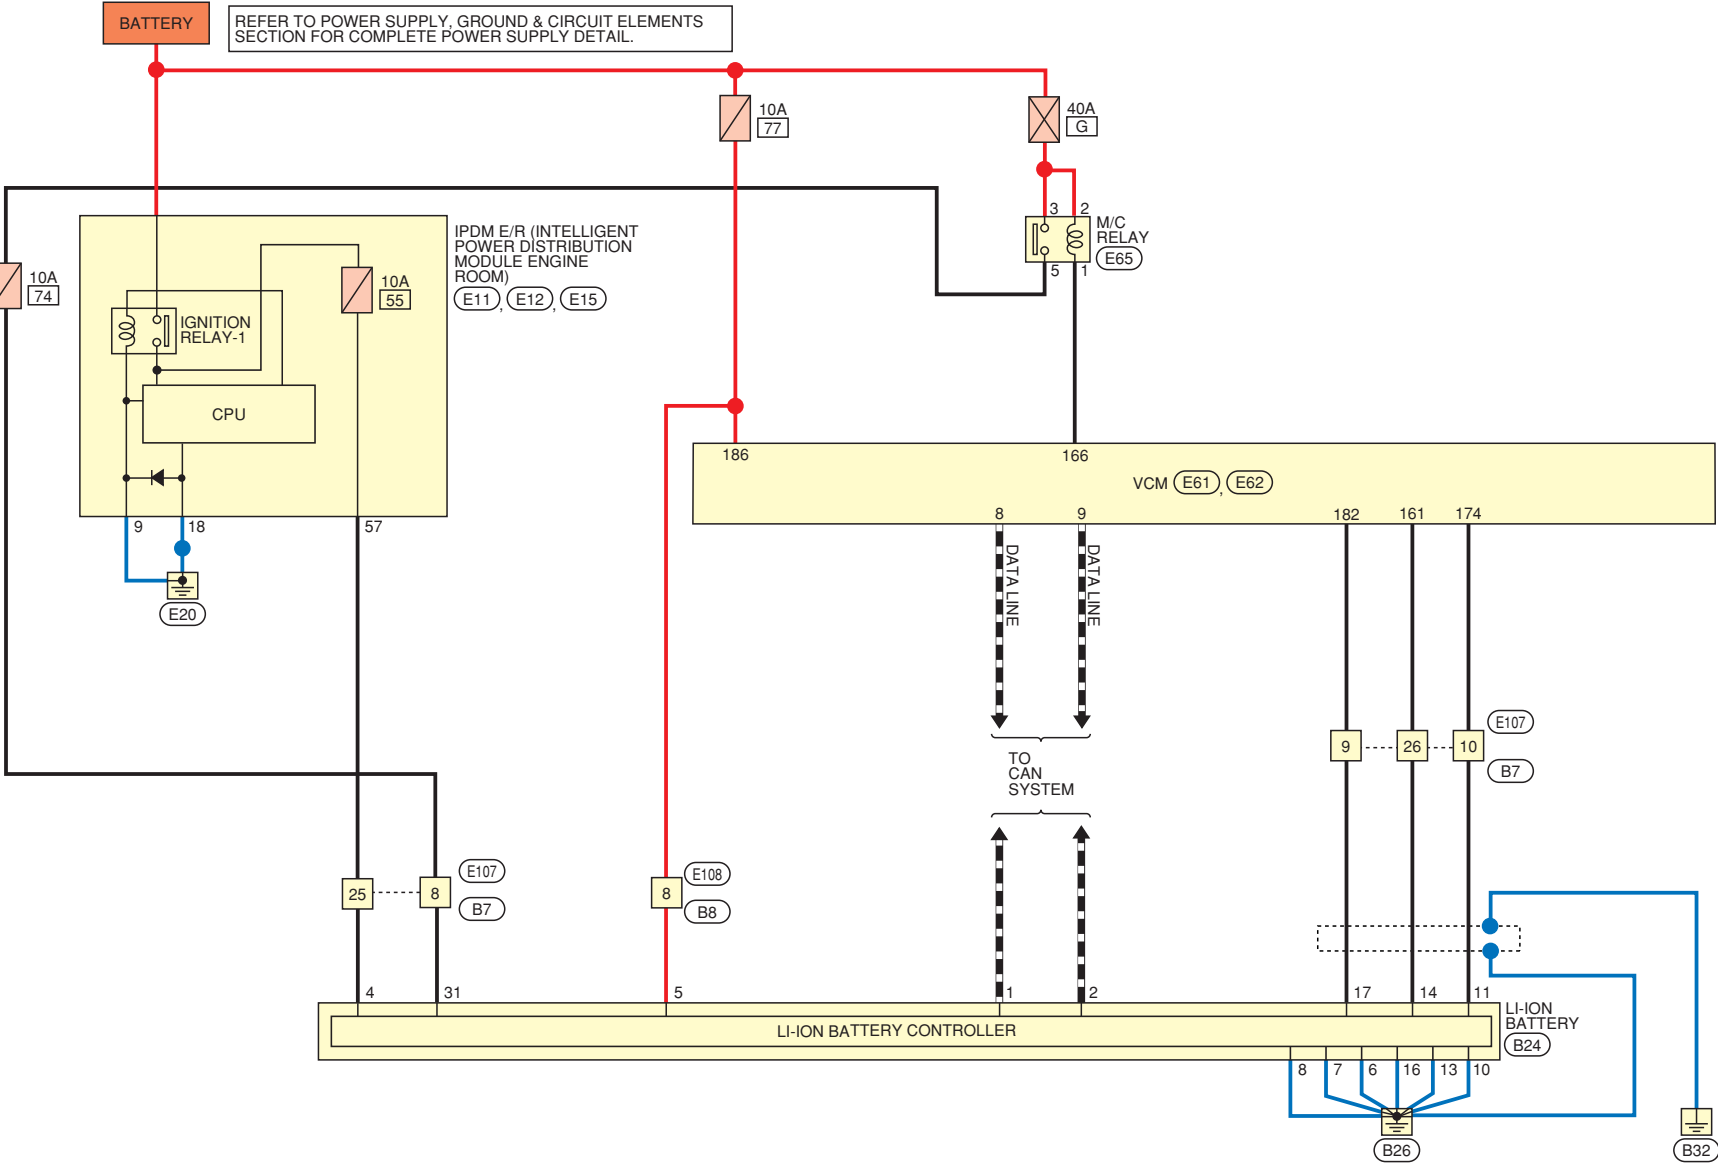 BATTERY
REFER TO POWER SUPPLY, GROUND & CIRCUIT ELEMENTS
SECTION FOR COMPLETE POWER SUPPLY DETAIL.
10A
77
40A
G
3 2
M/C
RELAY
E65
5 1
10A
74
IPDM E/R (INTELLIGENT
POWER DISTRIBUTION
MODULE ENGINE
ROOM)
E11, E12, E15
10A
55
IGNITION
RELAY-1
CPU
9 18 57
E20
186 166
VCM E61, E62
8 9 182 161 174
DATA LINE
DATA LINE
TO
CAN
SYSTEM
9 26 10
E107
B7
25 8
E107
B7
8
E108
B8
4 31 5 1 2 17 14 11
LI-ION BATTERY CONTROLLER
LI-ION
BATTERY
B24
8 7 6 16 13 10
B26
B32